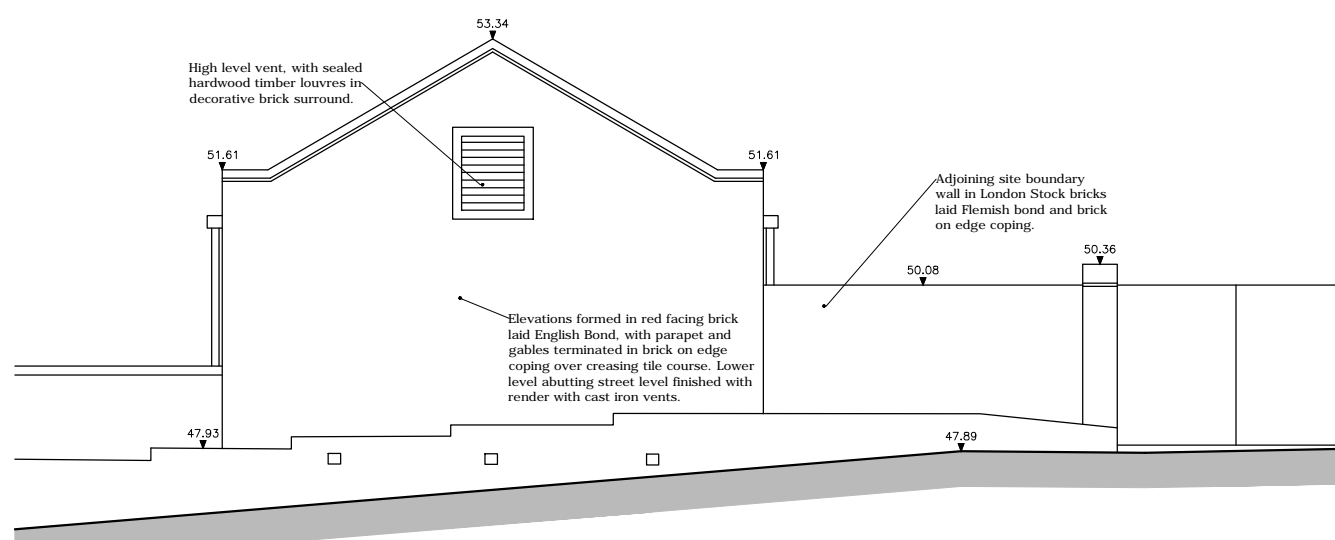 53.34
High level vent, with sealed
hardwood timber louvres in
decorative brick surround.
51.61
51.61
Adjoining site boundary
wall in London Stock bricks
laid Flemish bond and brick
on edge coping.
50.36
50.08
Elevations formed in red facing brick
laid English Bond, with parapet and
gables terminated in brick on edge
coping over creasing tile course. Lower
level abutting street level finished with
render with cast iron vents.
47.93
47.89